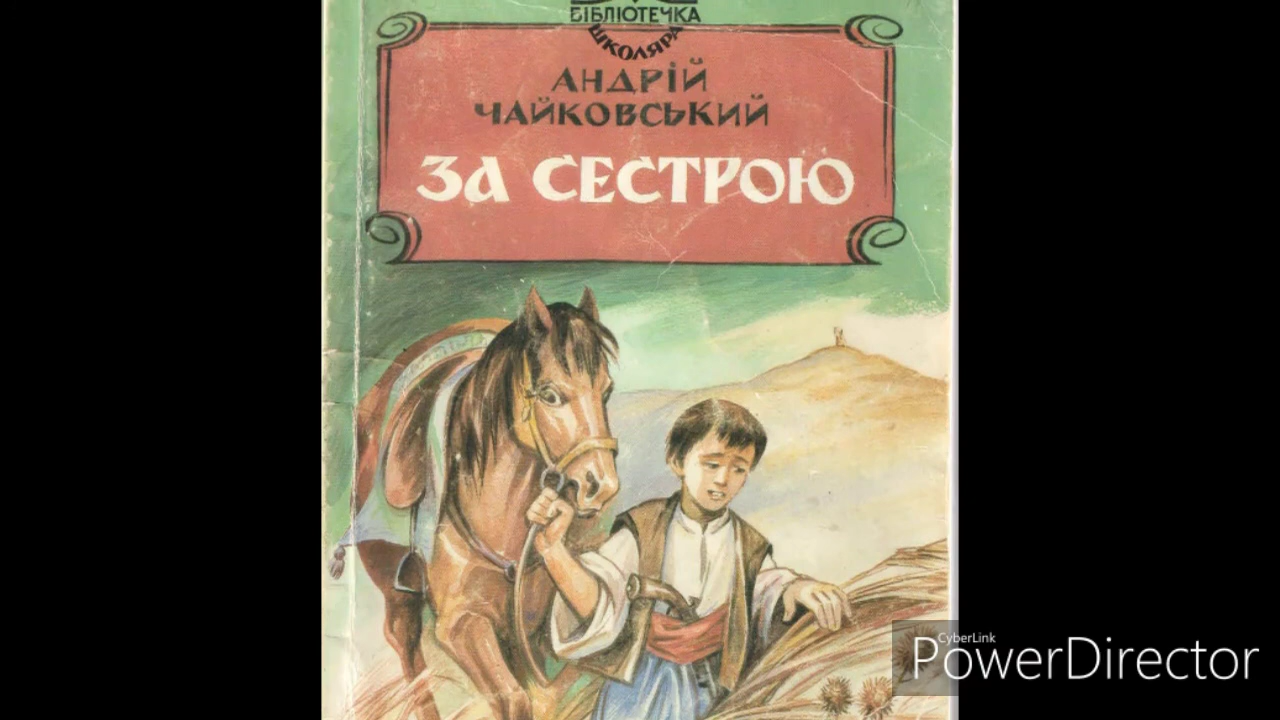 БІБЛІОТЕЧКА
ШКОЛЯРА
АНДРІЙ
ЧАЙКОВСЬКИЙ
ЗА СЕСТРОЮ
CyberLink
PowerDirector